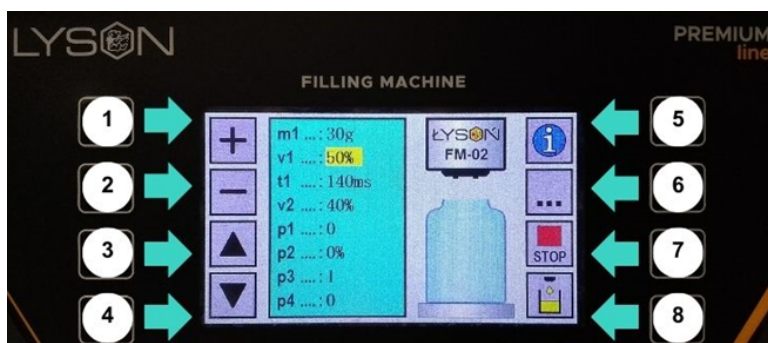 LYSON
PREMIUM
line
FILLING MACHINE
1
2
3
4
+
−
m1 ...: 30g
v1 ....: 50%
t1 ....: 140ms
v2 ....: 40%
p1 ....: 0
p2 ....: 0%
p3 ....: 1
p4 ....: 0
ŁYSOŃ
FM-02
i
...
STOP
5
6
7
8